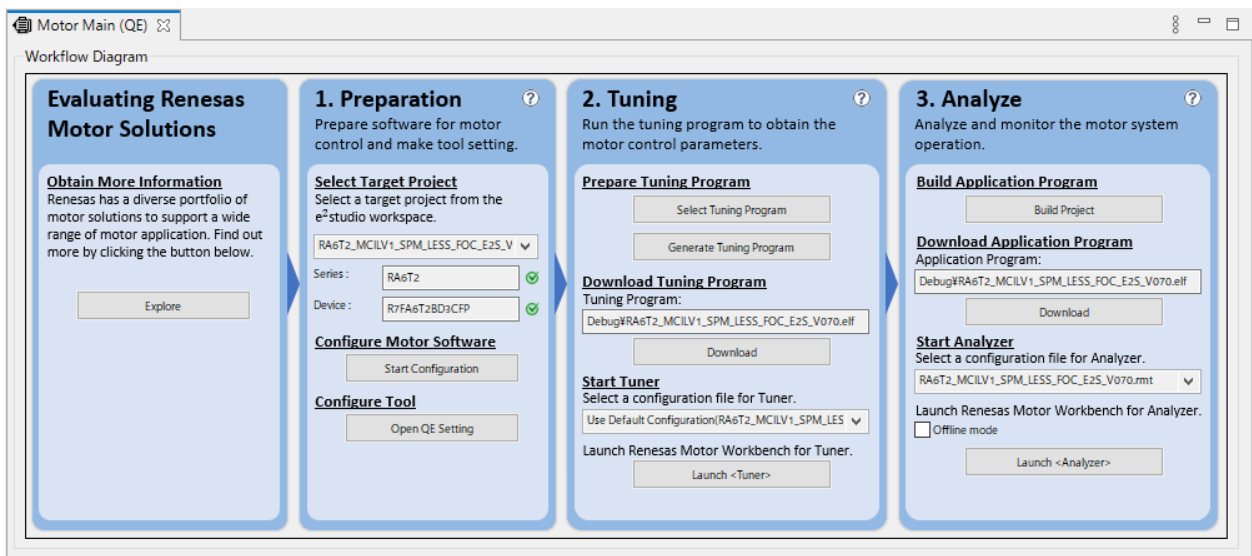 Motor Main (QE)
Workflow Diagram
Evaluating Renesas
Motor Solutions
Obtain More Information
Renesas has a diverse portfolio of
motor solutions to support a wide
range of motor application. Find out
more by clicking the button below.
Explore
1. Preparation
?
Prepare software for motor
control and make tool setting.
Select Target Project
Select a target project from the
e²studio workspace.
RA6T2_MCILV1_SPM_LESS_FOC_E2S_V
Series :
RA6T2
Device :
R7FA6T2BD3CFP
Configure Motor Software
Start Configuration
Configure Tool
Open QE Setting
2. Tuning
?
Run the tuning program to obtain the
motor control parameters.
Prepare Tuning Program
Select Tuning Program
Generate Tuning Program
Download Tuning Program
Tuning Program:
Debug¥RA6T2_MCILV1_SPM_LESS_FOC_E2S_V070.elf
Download
Start Tuner
Select a configuration file for Tuner.
Use Default Configuration(RA6T2_MCILV1_SPM_LES
Launch Renesas Motor Workbench for Tuner.
Launch <Tuner>
3. Analyze
?
Analyze and monitor the motor system
operation.
Build Application Program
Build Project
Download Application Program
Application Program:
Debug¥RA6T2_MCILV1_SPM_LESS_FOC_E2S_V070.elf
Download
Start Analyzer
Select a configuration file for Analyzer.
RA6T2_MCILV1_SPM_LESS_FOC_E2S_V070.rmt
Launch Renesas Motor Workbench for Analyzer.
Offline mode
Launch <Analyzer>